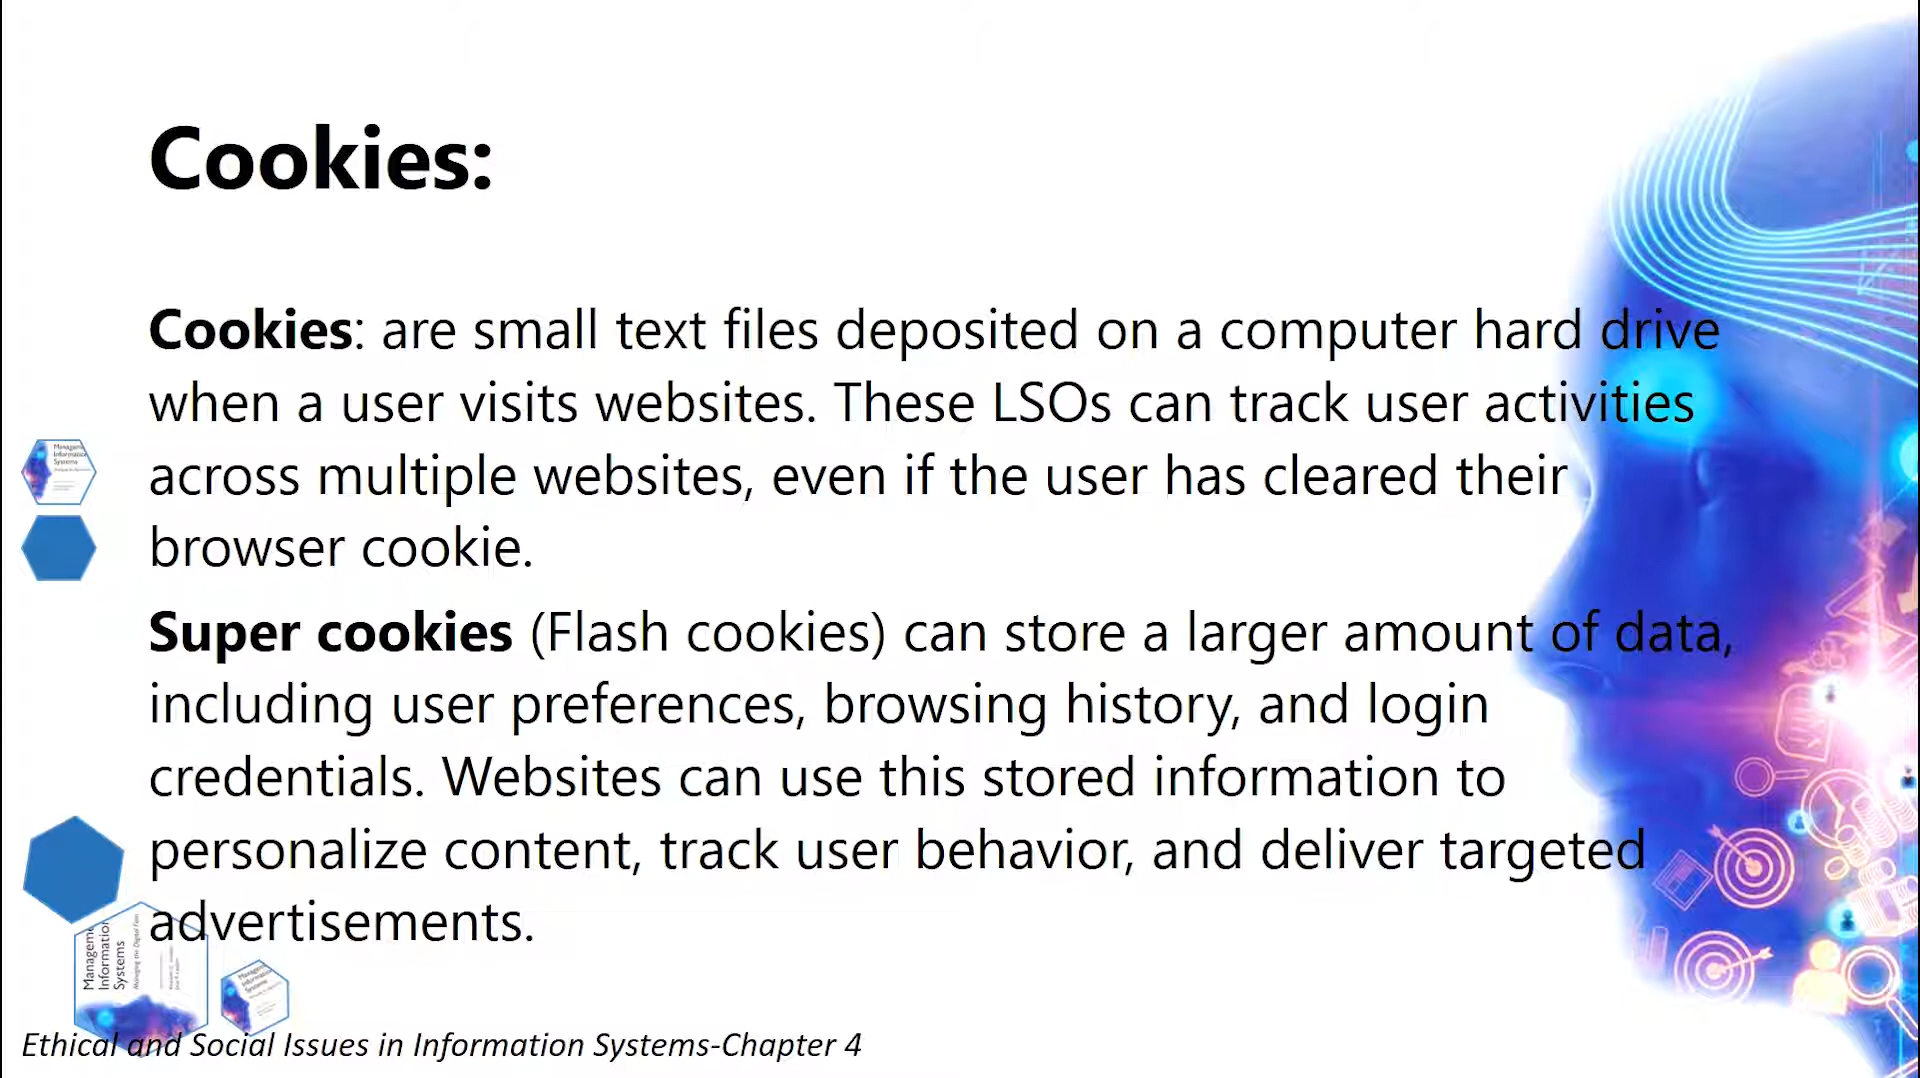 Cookies:
Cookies: are small text files deposited on a computer hard drive
when a user visits websites. These LSOs can track user activities
across multiple websites, even if the user has cleared their
browser cookie.
Super cookies (Flash cookies) can store a larger amount of data,
including user preferences, browsing history, and login
credentials. Websites can use this stored information to
personalize content, track user behavior, and deliver targeted
advertisements.
Information
Systems
Ethical and Social Issues in Information Systems-Chapter 4